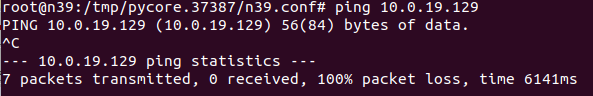 root@n39:/tmp/pycore.37387/n39.conf# ping 10.0.19.129
PING 10.0.19.129 (10.0.19.129) 56(84) bytes of data.
^C
--- 10.0.19.129 ping statistics ---
7 packets transmitted, 0 received, 100% packet loss, time 6141ms